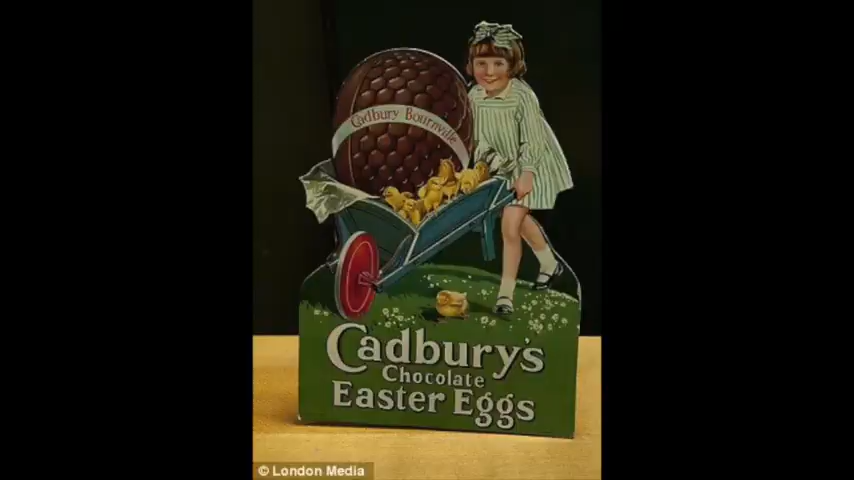 Cadbury Bournville
Cadbury's
Chocolate
Easter Eggs
© London Media